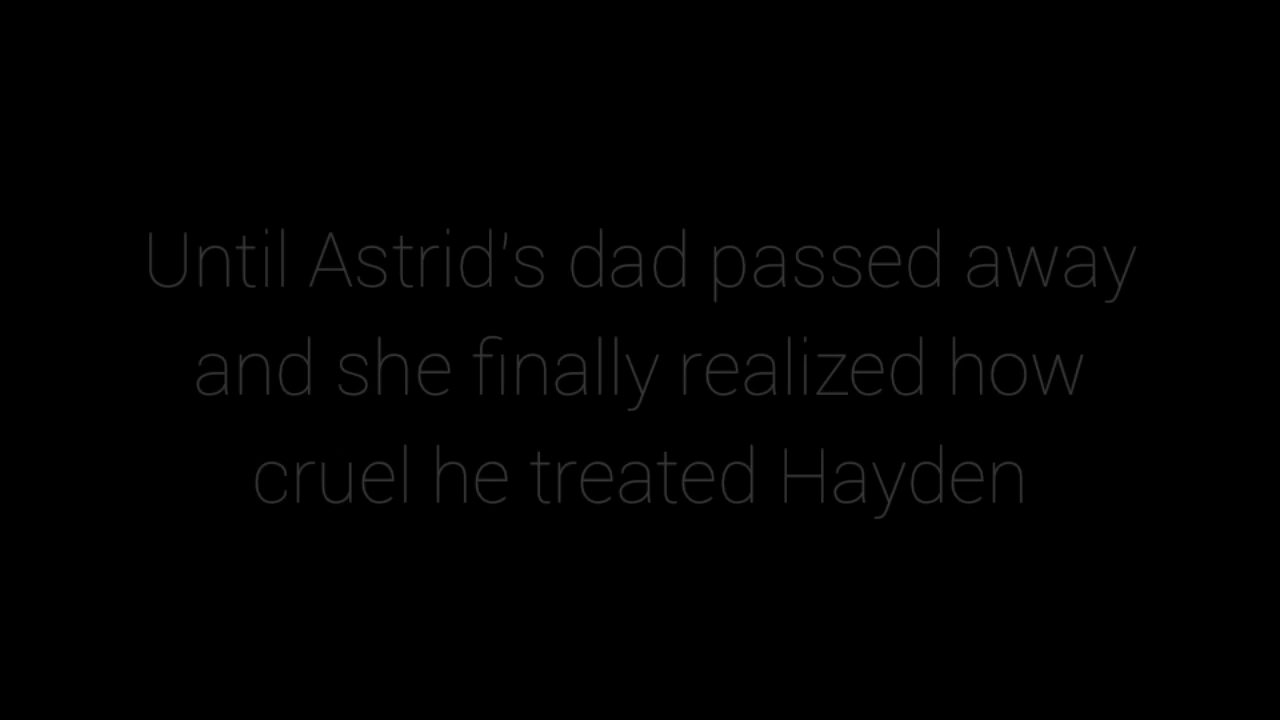 Until Astrid's dad passed away
and she finally realized how
cruel he treated Hayden